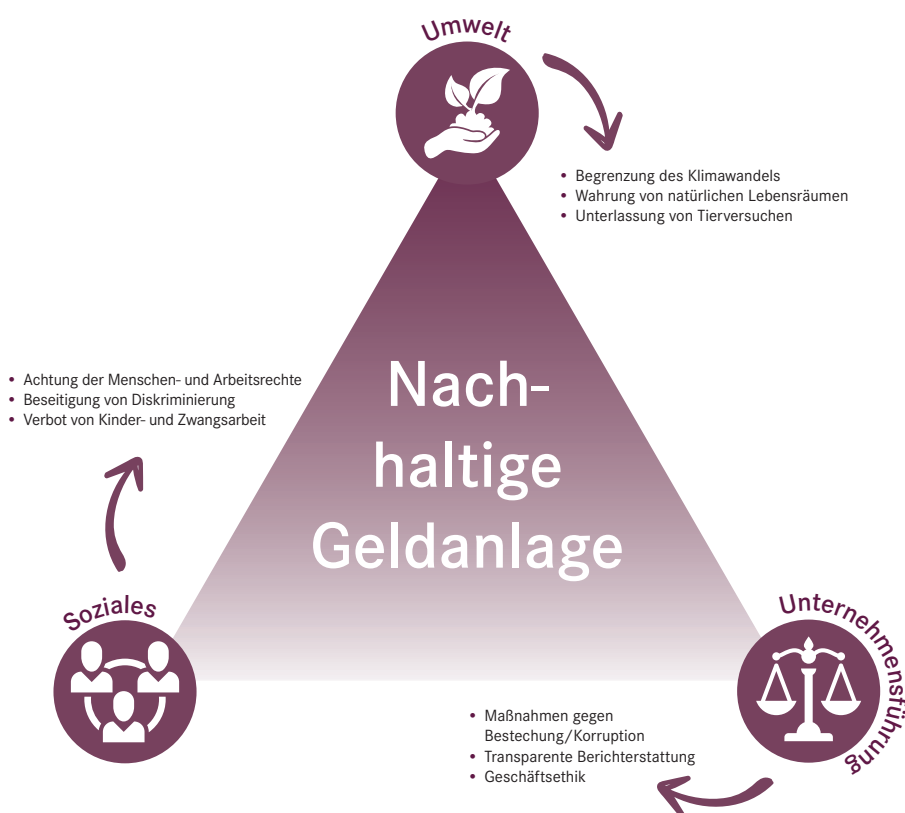 Umwelt
• Begrenzung des Klimawandels
• Wahrung von natürlichen Lebensräumen
• Unterlassung von Tierversuchen
• Achtung der Menschen- und Arbeitsrechte
• Beseitigung von Diskriminierung
• Verbot von Kinder- und Zwangsarbeit
Nach-
haltige
Geldanlage
Soziales
Unternehmensführung
• Maßnahmen gegen
Bestechung/Korruption
• Transparente Berichterstattung
• Geschäftsethik